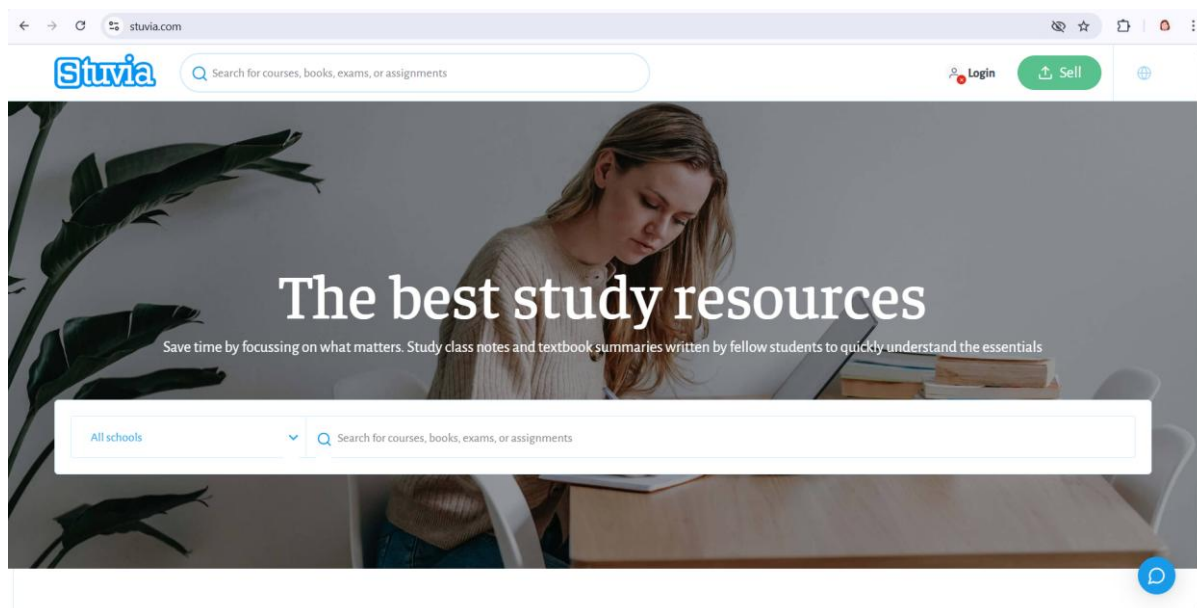 stuvia.com
Stuvia
Search for courses, books, exams, or assignments
Login
Sell
The best study resources
Save time by focussing on what matters. Study class notes and textbook summaries written by fellow students to quickly understand the essentials
All schools
Search for courses, books, exams, or assignments